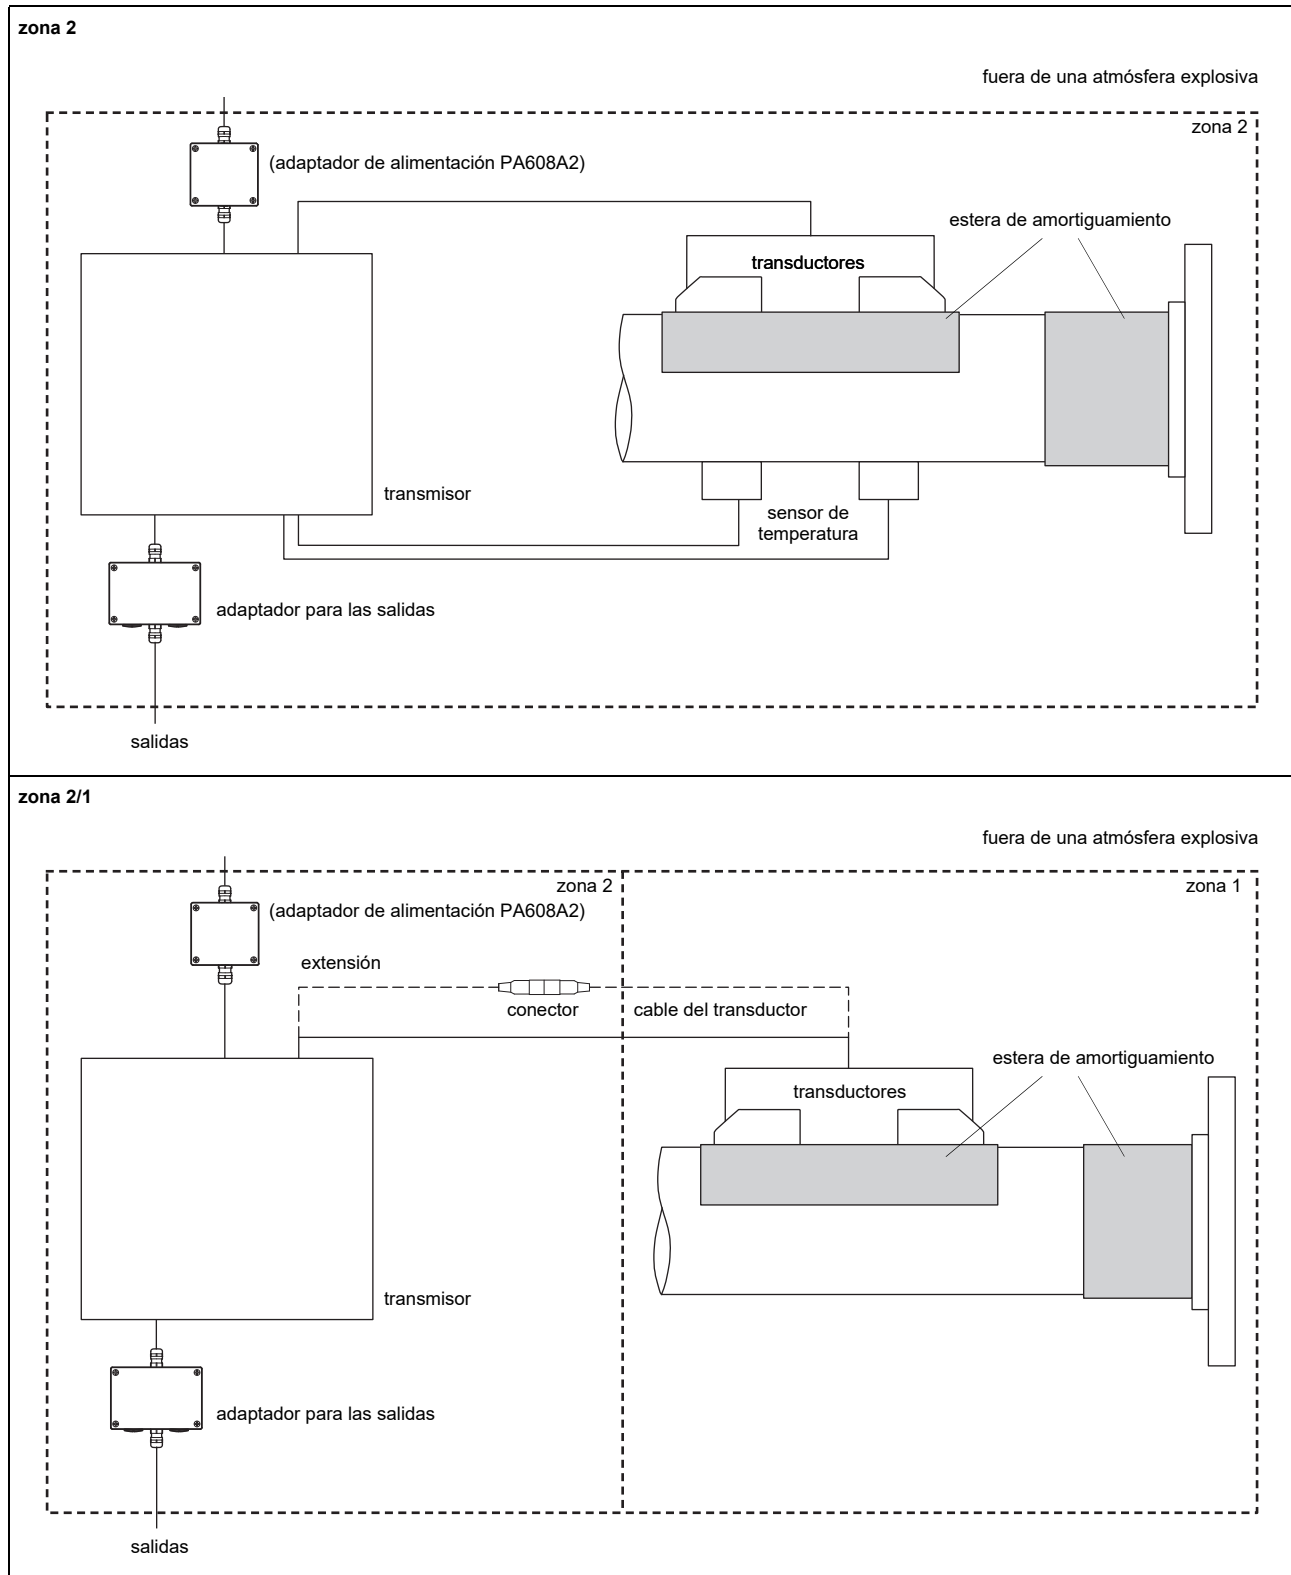 zona 2
fuera de una atmósfera explosiva
zona 2
(adaptador de alimentación PA608A2)
estera de amortiguamiento
transductores
transmisor
sensor de
temperatura
adaptador para las salidas
salidas
zona 2/1
fuera de una atmósfera explosiva
zona 2
zona 1
(adaptador de alimentación PA608A2)
extensión
conector
cable del transductor
estera de amortiguamiento
transductores
transmisor
adaptador para las salidas
salidas